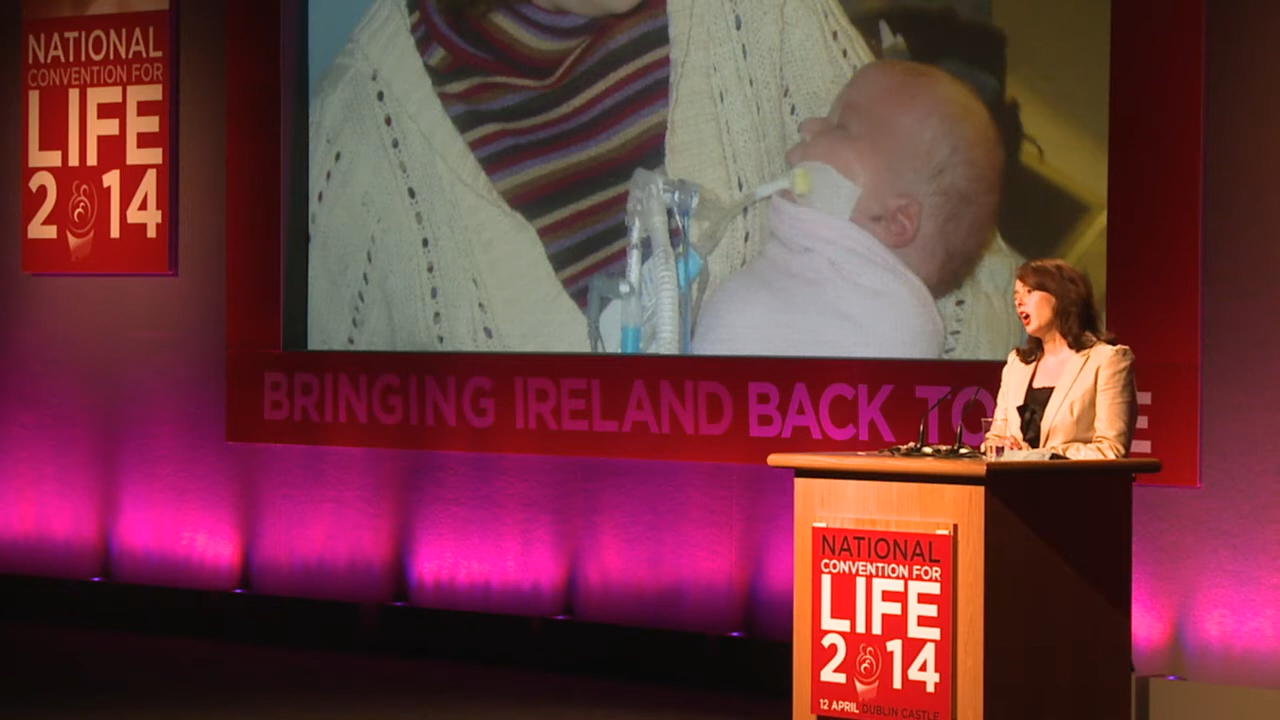 NATIONAL
CONVENTION FOR
LIFE
2014
BRINGING IRELAND BACK TO
NATIONAL
CONVENTION FOR
LIFE
2014
12 APRIL DUBLIN CASTLE